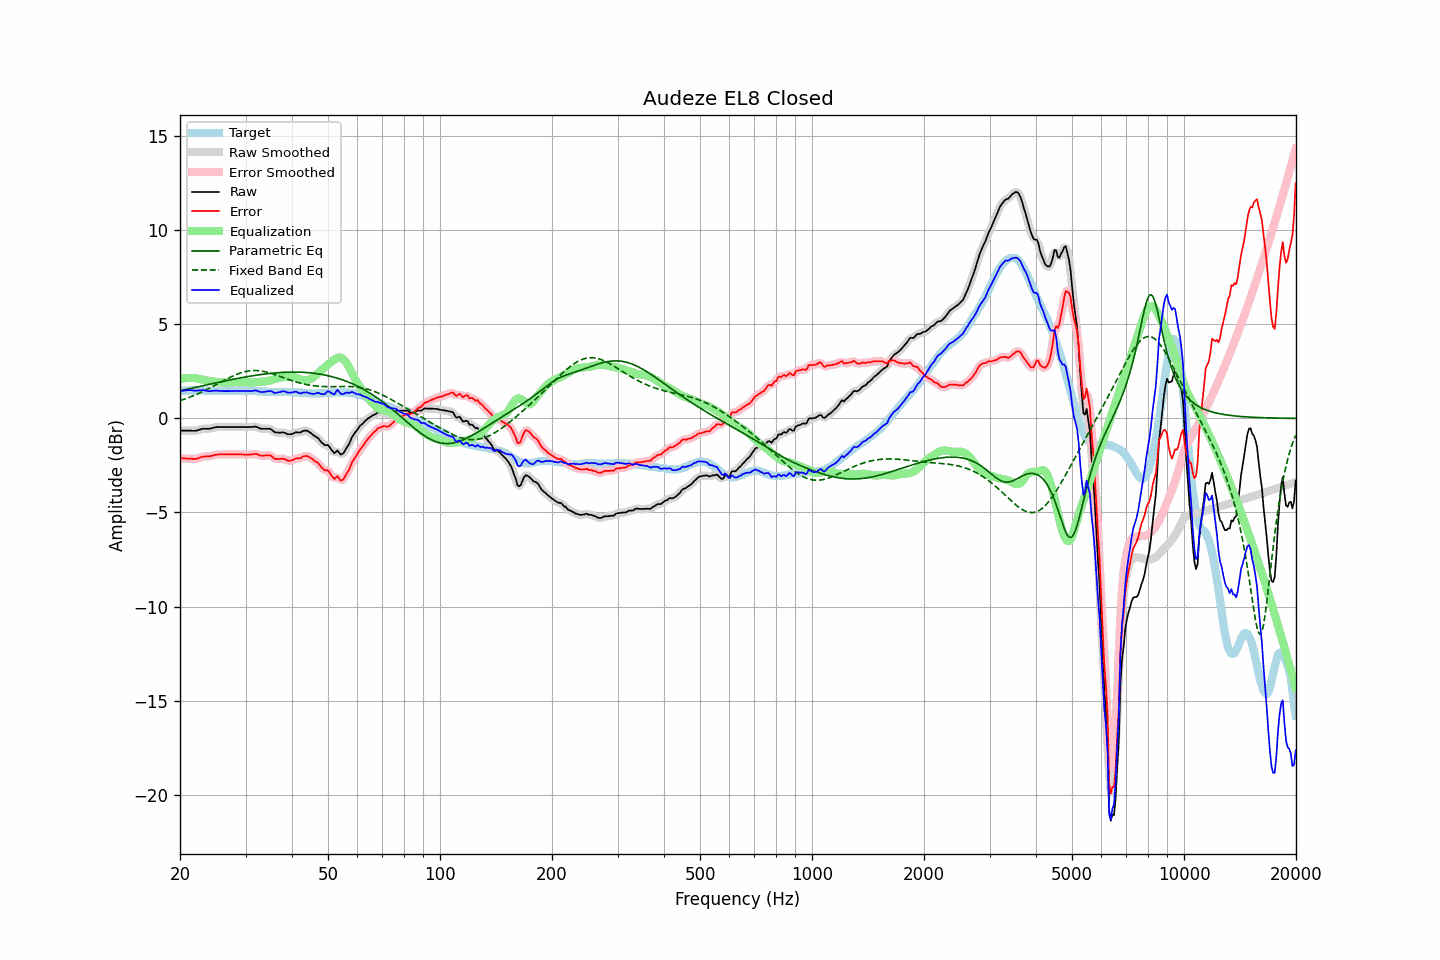 Audeze EL8 Closed
Target
Raw Smoothed
Error Smoothed
Raw
Error
Equalization
Parametric Eq
Fixed Band Eq
Equalized
15
10
5
0
−5
−10
−15
−20
Amplitude (dBr)
20 50 100 200 500 1000 2000 5000 10000 20000
Frequency (Hz)